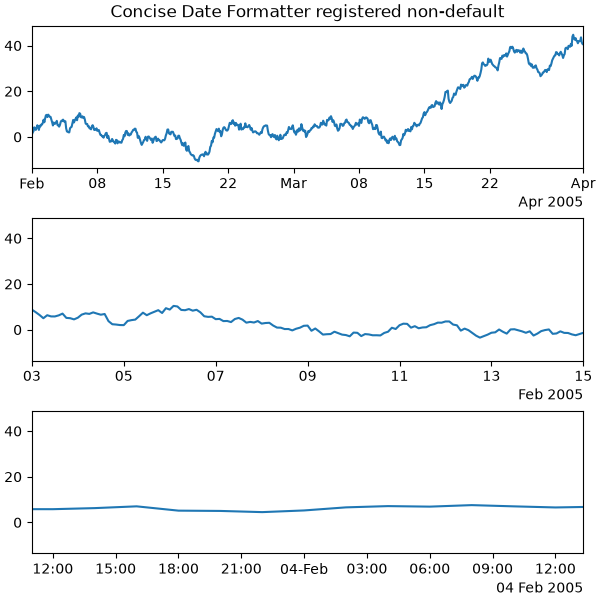 Concise Date Formatter registered non-default
40
20
0
Feb 08 15 22 Mar 08 15 22 Apr
Apr 2005
40
20
0
03 05 07 09 11 13 15
Feb 2005
40
20
0
12:00 15:00 18:00 21:00 04-Feb 03:00 06:00 09:00 12:00
04 Feb 2005